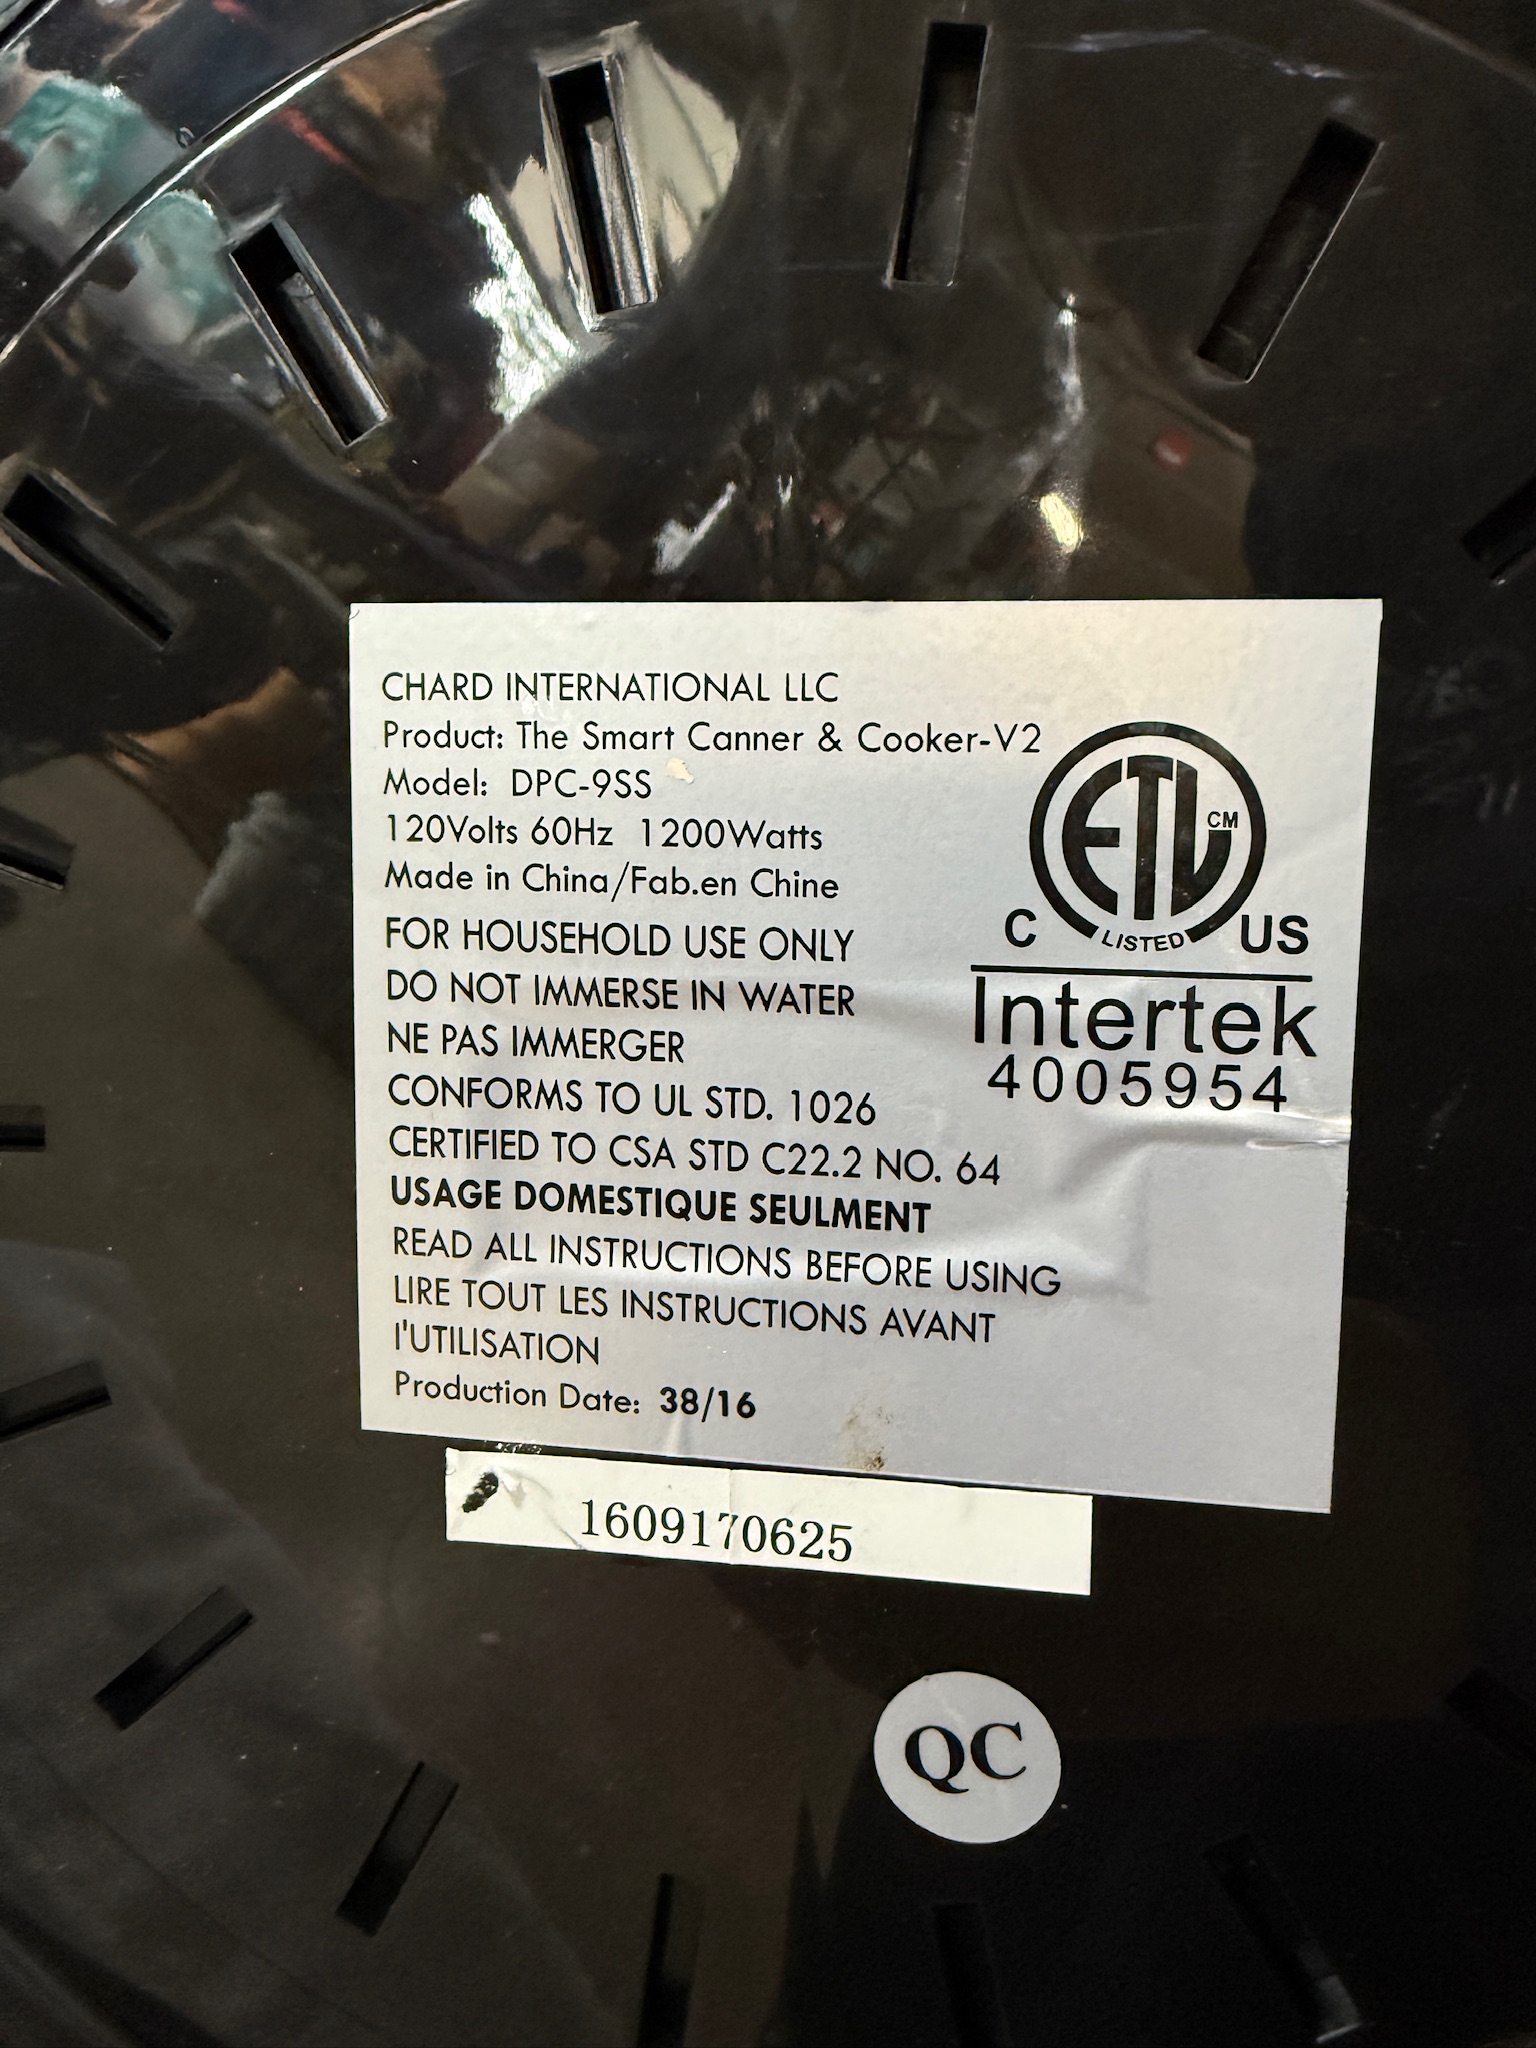 CHARD INTERNATIONAL LLC
Product: The Smart Canner & Cooker-V2
Model: DPC-9SS
120Volts 60Hz 1200Watts
Made in China/Fab.en Chine
FOR HOUSEHOLD USE ONLY
DO NOT IMMERSE IN WATER
NE PAS IMMERGER
CONFORMS TO UL STD. 1026
CERTIFIED TO CSA STD C22.2 NO. 64
USAGE DOMESTIQUE SEULMENT
READ ALL INSTRUCTIONS BEFORE USING
LIRE TOUT LES INSTRUCTIONS AVANT
l'UTILISATION
Production Date: 38/16
ETL CM
C LISTED US
Intertek
4005954
1609170625
QC